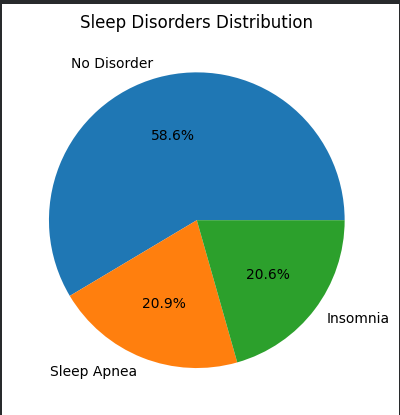 Sleep Disorders Distribution
No Disorder
58.6%
20.9%
20.6%
Insomnia
Sleep Apnea